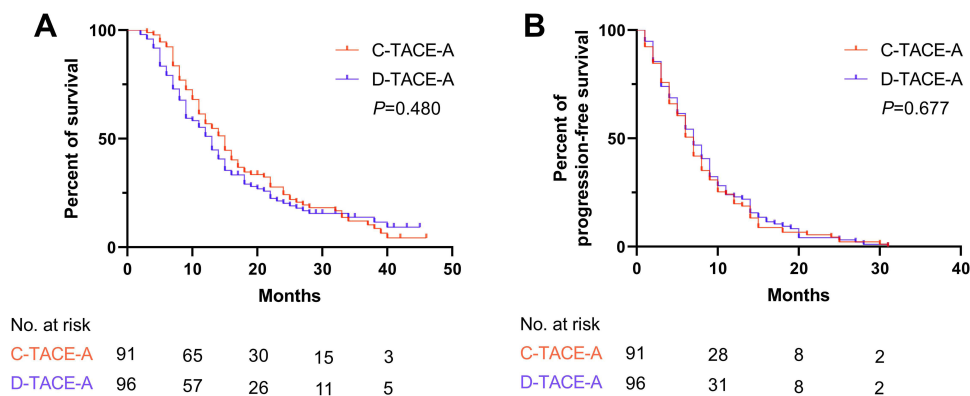 A
100
50
0
Percent of survival
C-TACE-A
D-TACE-A
P=0.480
0 10 20 30 40 50
Months
No. at risk
C-TACE-A 91 65 30 15 3
D-TACE-A 96 57 26 11 5
B
100
50
0
Percent of
progression-free survival
C-TACE-A
D-TACE-A
P=0.677
0 10 20 30 40
Months
No. at risk
C-TACE-A 91 28 8 2
D-TACE-A 96 31 8 2